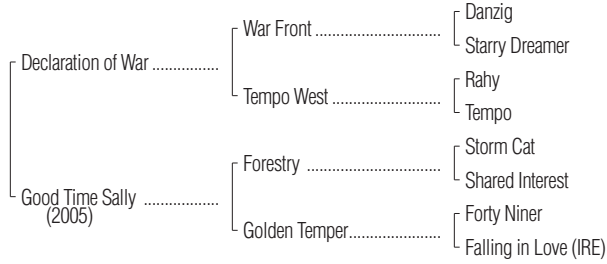 Danzig
War Front
Starry Dreamer
Declaration of War
Rahy
Tempo West
Tempo
Storm Cat
Forestry
Shared Interest
Good Time Sally
(2005)
Forty Niner
Golden Temper
Falling in Love (IRE)